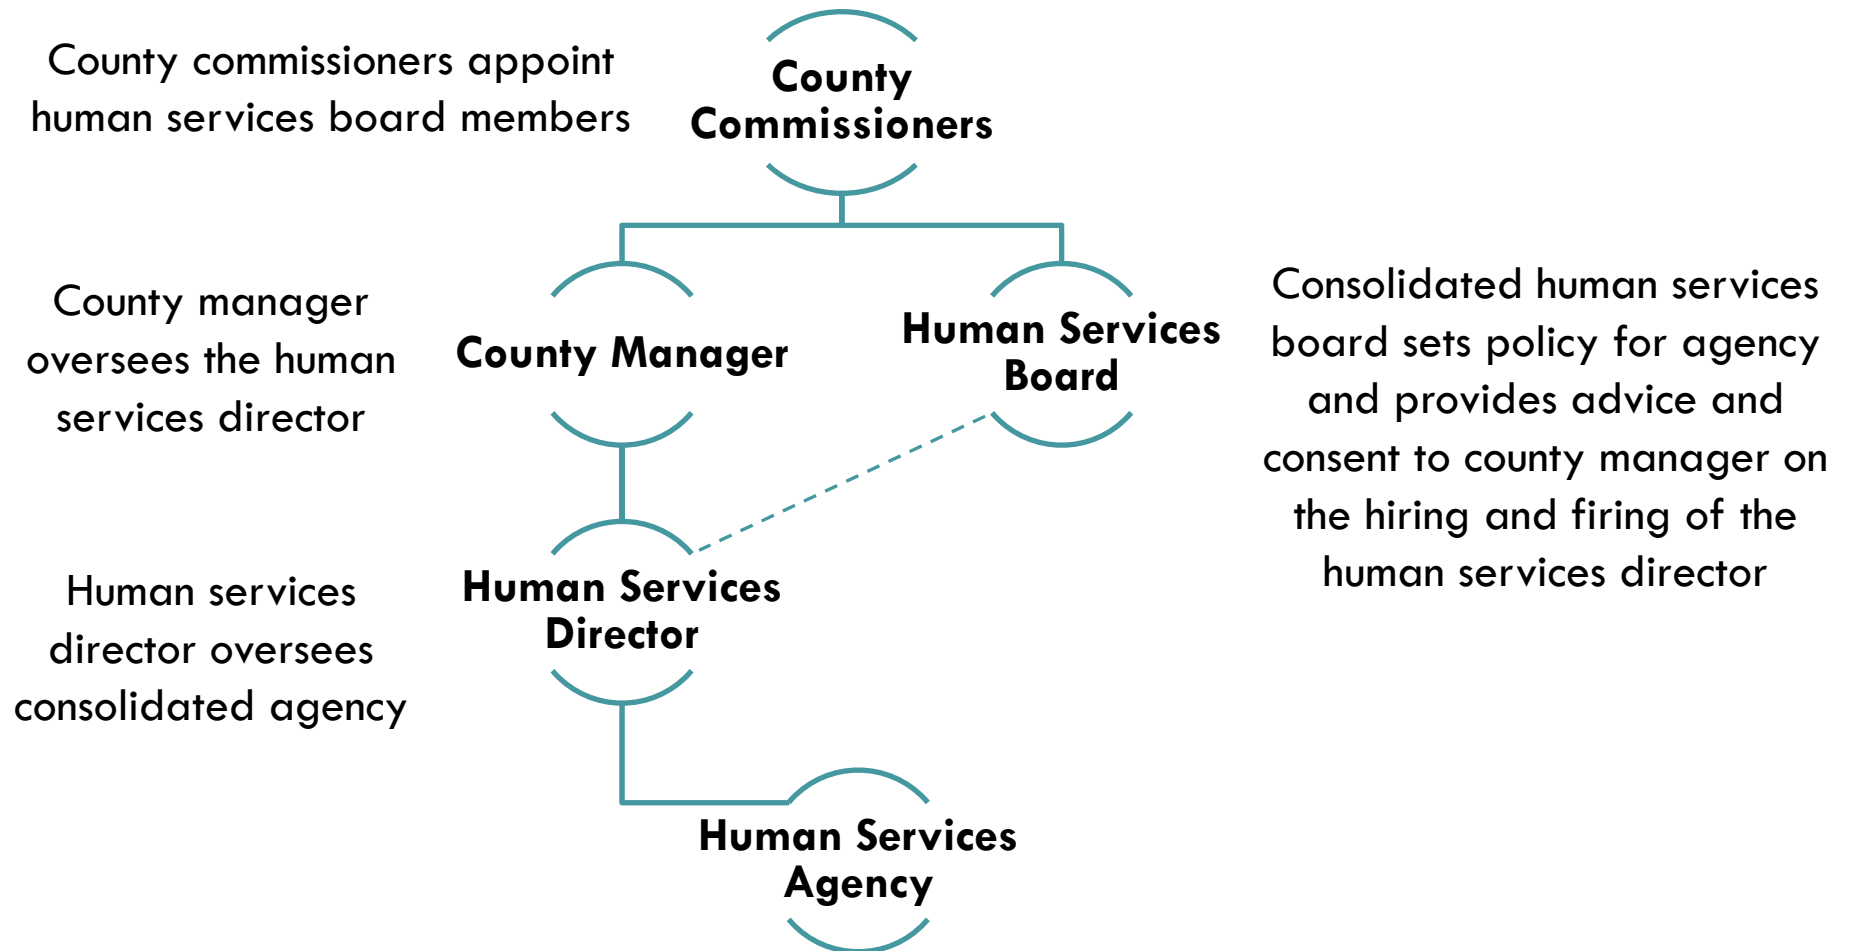 County commissioners appoint
human services board members
County
Commissioners
County manager
oversees the human
services director
County Manager
Human Services
Board
Consolidated human services
board sets policy for agency
and provides advice and
consent to county manager on
the hiring and firing of the
human services director
Human services
director oversees
consolidated agency
Human Services
Director
Human Services
Agency